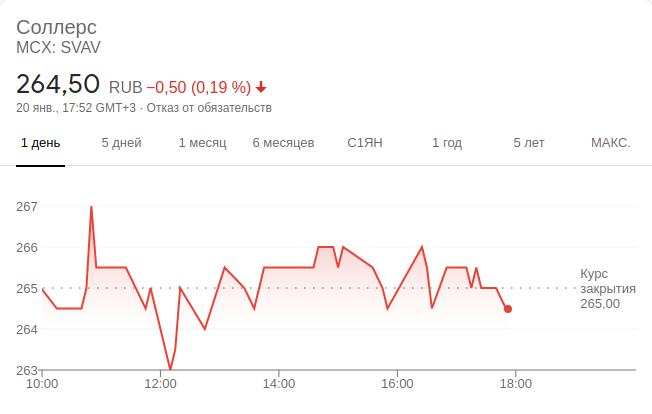 Соллерс
MCX: SVAV
264,50 RUB −0,50 (0,19 %)
20 янв., 17:52 GMT+3 · Отказ от обязательств
1 день 5 дней 1 месяц 6 месяцев С1ЯН 1 год 5 лет МАКС.
267
266
265
264
263
Курс
закрытия
265,00
10:00 12:00 14:00 16:00 18:00